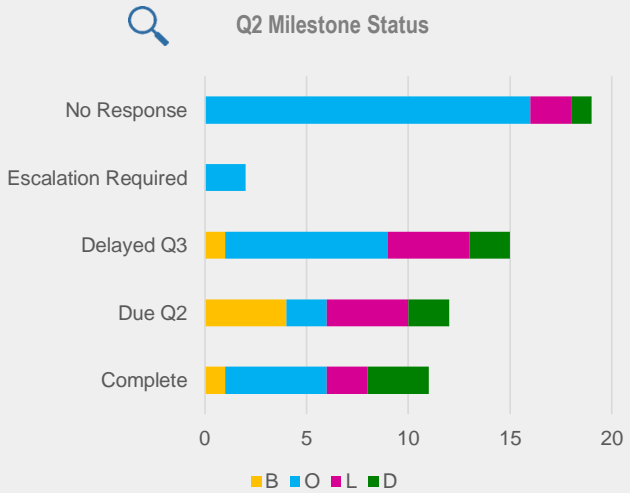 Q2 Milestone Status
No Response
Escalation Required
Delayed Q3
Due Q2
Complete
0 5 10 15 20
B O L D